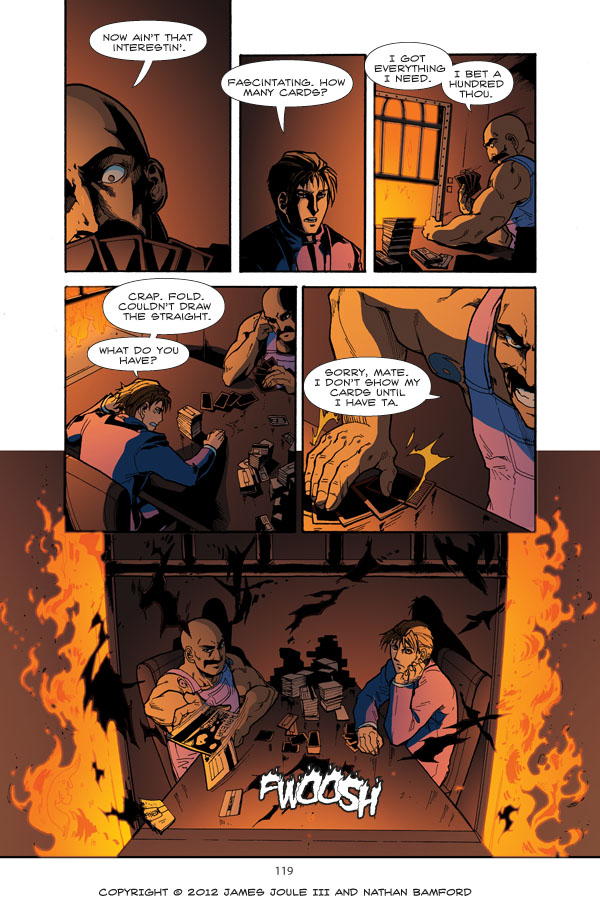 NOW AIN'T THAT
INTERESTIN'.
FASCINTATING. HOW
MANY CARDS?
I GOT
EVERYTHING
I NEED.
I BET A
HUNDRED
THOU.
CRAP. FOLD.
COULDN'T DRAW
THE STRAIGHT.
WHAT DO YOU
HAVE?
SORRY, MATE.
I DON'T SHOW MY
CARDS UNTIL
I HAVE TA.
FWOOSH
119
COPYRIGHT © 2012 JAMES JOULE III AND NATHAN BAMFORD